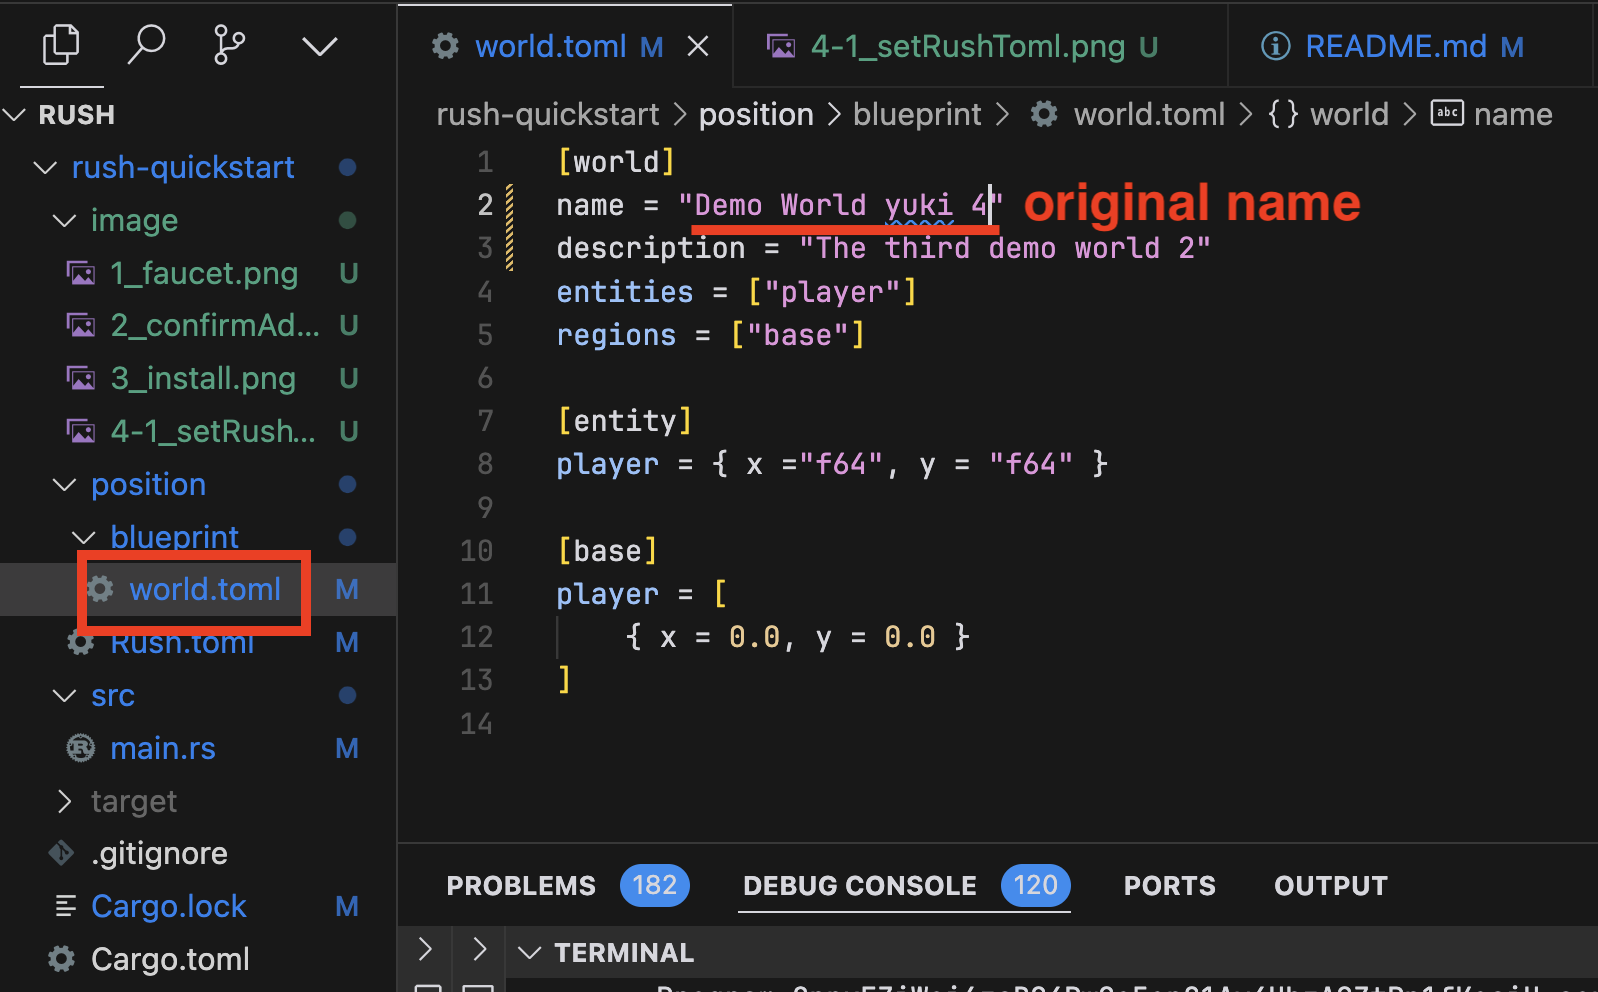 world.toml M
4-1_setRushToml.png U
README.md M
RUSH
rush-quickstart > position > blueprint > world.toml > {} world > abc name
rush-quickstart
image
1_faucet.png U
2_confirmAd... U
3_install.png U
4-1_setRush... U
position
blueprint
world.toml M
Rush.toml M
src
main.rs M
target
.gitignore
Cargo.lock M
Cargo.toml
1 [world]
2 name = "Demo World yuki 4" original name
3 description = "The third demo world 2"
4 entities = ["player"]
5 regions = ["base"]
6
7 [entity]
8 player = { x ="f64", y = "f64" }
9
10 [base]
11 player = [
12 { x = 0.0, y = 0.0 }
13 ]
14
PROBLEMS 182 DEBUG CONSOLE 120 PORTS OUTPUT
TERMINAL